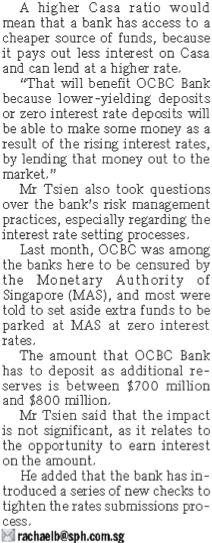 A higher Casa ratio would
mean that a bank has access to a
cheaper source of funds, because
it pays out less interest on Casa
and can lend at a higher rate.
“That will benefit OCBC Bank
because lower-yielding deposits
or zero interest rate deposits will
be able to make some money as a
result of the rising interest rates,
by lending that money out to the
market.”
Mr Tsien also took questions
over the bank’s risk management
practices, especially regarding the
interest rate setting processes.
Last month, OCBC was among
the banks here to be censured by
the Monetary Authority of
Singapore (MAS), and most were
told to set aside extra funds to be
parked at MAS at zero interest
rates.
The amount that OCBC Bank
has to deposit as additional re-
serves is between $700 million
and $800 million.
Mr Tsien said that the impact
is not significant, as it relates to
the opportunity to earn interest
on the amount.
He added that the bank has in-
troduced a series of new checks to
tighten the rates submissions pro-
cess.
rachaelb@sph.com.sg